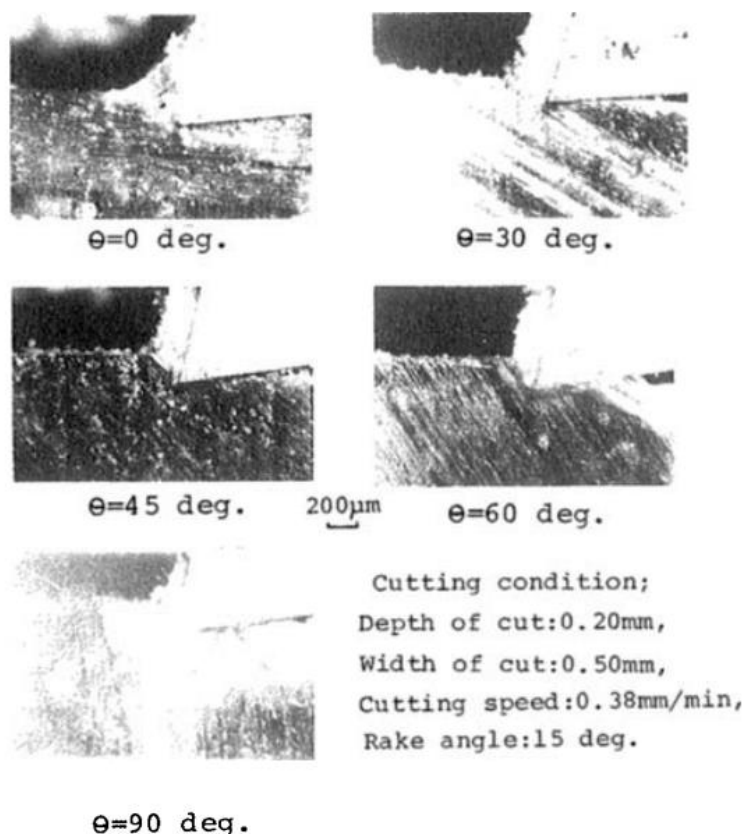 Θ=0 deg.
Θ=30 deg.
Θ=45 deg.
200μm
Θ=60 deg.
Cutting condition;
Depth of cut:0.20mm,
Width of cut:0.50mm,
Cutting speed:0.38mm/min,
Rake angle:15 deg.
Θ=90 deg.